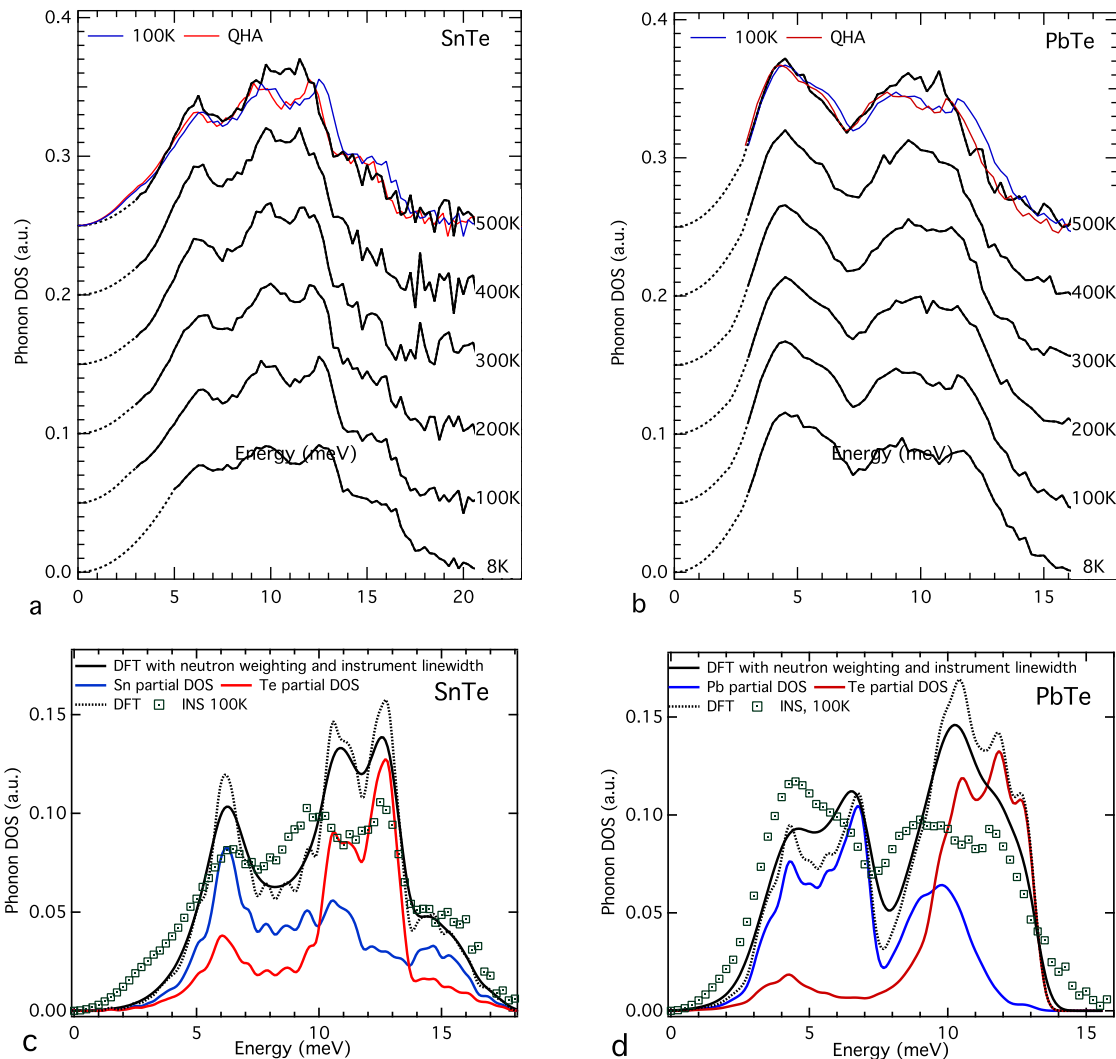 0.4
100K QHA SnTe
0.3
0.2
0.1
0.0
Phonon DOS (a.u.)
500K
400K
300K
200K
100K
8K
Energy (meV)
0 5 10 15 20
a
0.4
100K QHA PbTe
0.3
0.2
0.1
0.0
Phonon DOS (a.u.)
500K
400K
300K
200K
100K
8K
Energy (meV)
0 5 10 15
b
DFT with neutron weighting and instrument linewidth
Sn partial DOS Te partial DOS
DFT INS 100K
SnTe
0.15
0.10
0.05
0.00
Phonon DOS (a.u.)
0 5 10 15
Energy (meV)
c
DFT with neutron weighting and instrument linewidth
Pb partial DOS Te partial DOS
DFT INS, 100K
PbTe
0.15
0.10
0.05
0.00
Phonon DOS (a.u.)
0 5 10 15
Energy (meV)
d